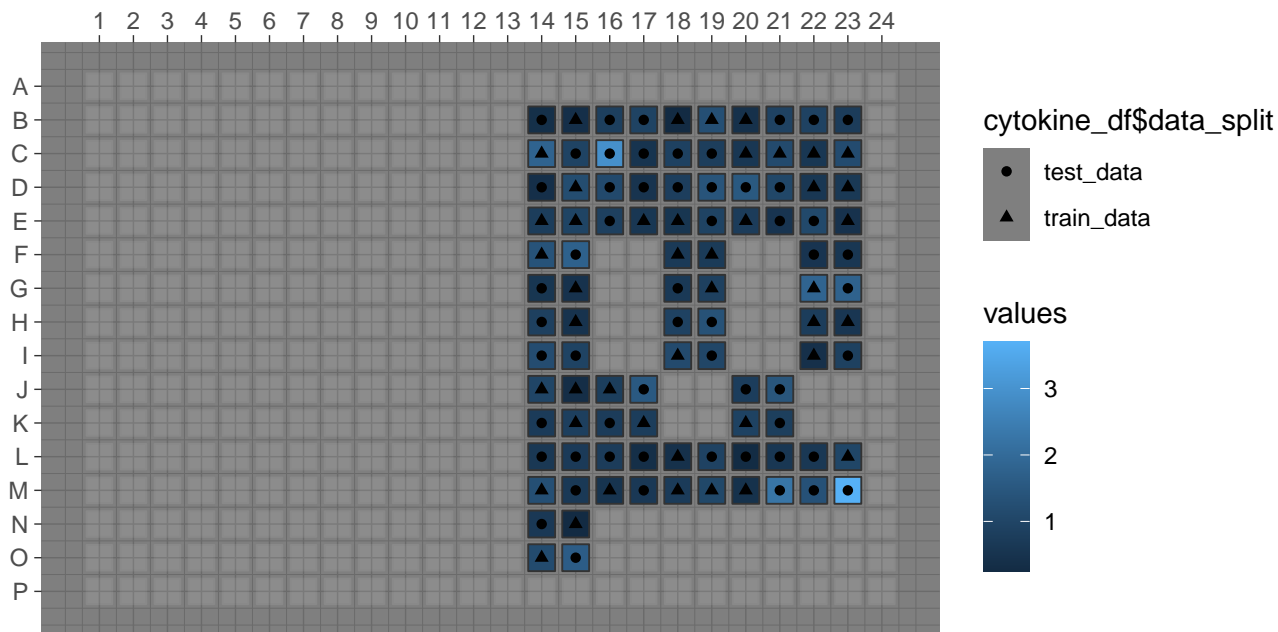 1 2 3 4 5 6 7 8 9 10 11 12 13 14 15 16 17 18 19 20 21 22 23 24
A
B
C
D
E
F
G
H
I
J
K
L
M
N
O
P
cytokine_df$data_split
test_data
train_data
values
3
2
1